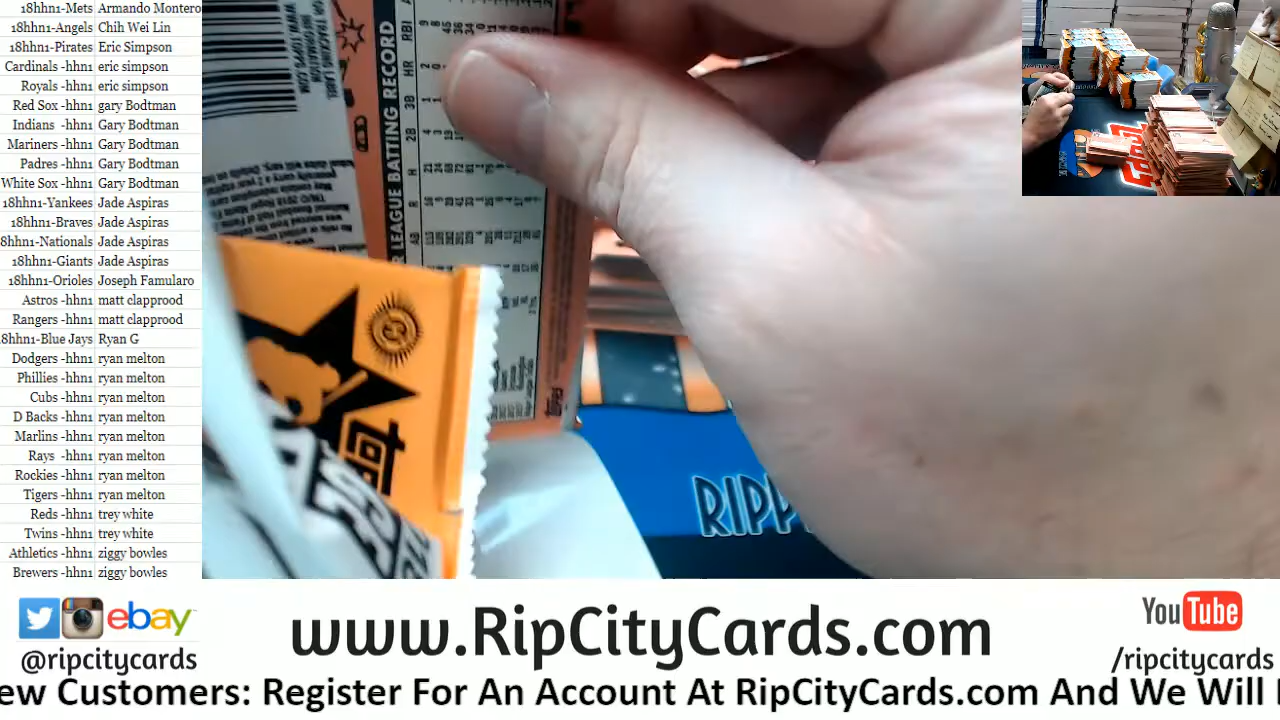 18hhn1-Mets Armando Montero
18hhn1-Angels Chih Wei Lin
18hhn1-Pirates Eric Simpson
Cardinals -hhn1 eric simpson
Royals -hhn1 eric simpson
Red Sox -hhn1 gary Bodtman
Indians -hhn1 Gary Bodtman
Mariners -hhn1 Gary Bodtman
Padres -hhn1 Gary Bodtman
White Sox -hhn1 Gary Bodtman
18hhn1-Yankees Jade Aspiras
18hhn1-Braves Jade Aspiras
8hhn1-Nationals Jade Aspiras
18hhn1-Giants Jade Aspiras
18hhn1-Orioles Joseph Famularo
Astros -hhn1 matt clapprood
Rangers -hhn1 matt clapprood
8hhn1-Blue Jays Ryan G
Dodgers -hhn1 ryan melton
Phillies -hhn1 ryan melton
Cubs -hhn1 ryan melton
D Backs -hhn1 ryan melton
Marlins -hhn1 ryan melton
Rays -hhn1 ryan melton
Rockies -hhn1 ryan melton
Tigers -hhn1 ryan melton
Reds -hhn1 trey white
Twins -hhn1 trey white
Athletics -hhn1 ziggy bowles
Brewers -hhn1 ziggy bowles
LEAGUE BATTING RECORD
AB R H 2B 3B HR RBI
topps
RIPP
ebay
@ripcitycards
www.RipCityCards.com
You Tube
/ripcitycards
ew Customers: Register For An Account At RipCityCards.com And We Will